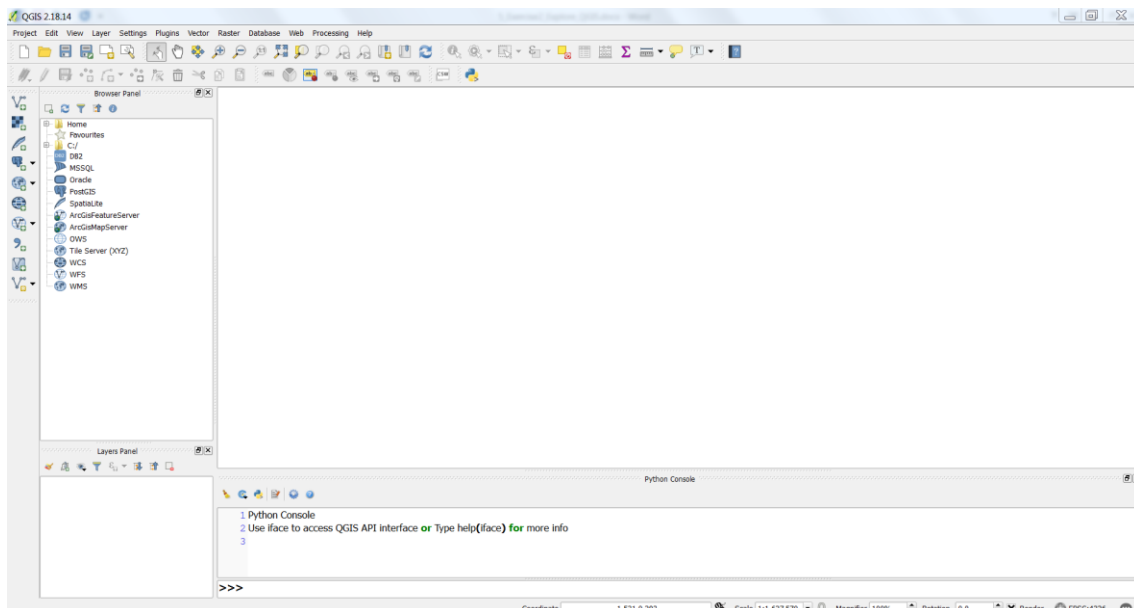 QGIS 2.18.14
Project Edit View Layer Settings Plugins Vector Raster Database Web Processing Help
Browser Panel
Home
Favourites
C:/
DB2
MSSQL
Oracle
PostGIS
SpatiaLite
ArcGisFeatureServer
ArcGisMapServer
OWS
Tile Server (XYZ)
WCS
WFS
WMS
Layers Panel
Python Console
1 Python Console
2 Use iface to access QGIS API interface or Type help(iface) for more info
3
>>>